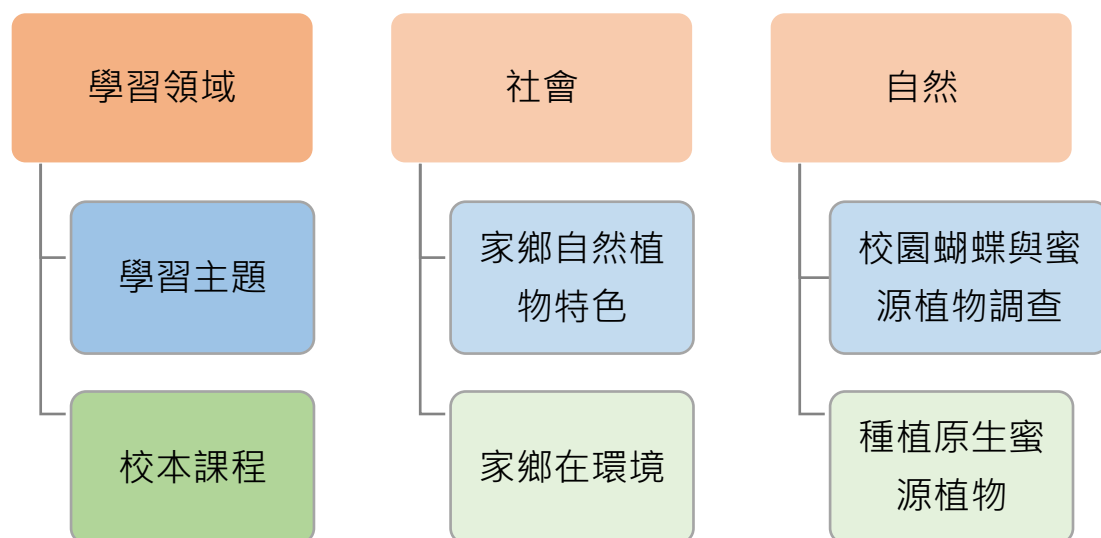 學習領域
社會
自然
學習主題
家鄉自然植
物特色
校園蝴蝶與蜜
源植物調查
校本課程
家鄉在環境
種植原生蜜
源植物